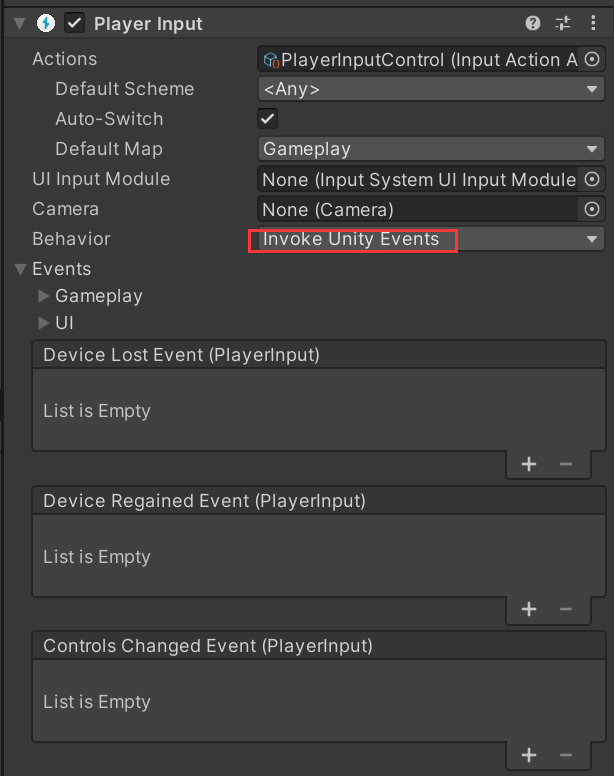 Player Input
Actions PlayerInputControl (Input Action A
Default Scheme <Any>
Auto-Switch
Default Map Gameplay
UI Input Module None (Input System UI Input Module
Camera None (Camera)
Behavior Invoke Unity Events
Events
Gameplay
UI
Device Lost Event (PlayerInput)
List is Empty
Device Regained Event (PlayerInput)
List is Empty
Controls Changed Event (PlayerInput)
List is Empty